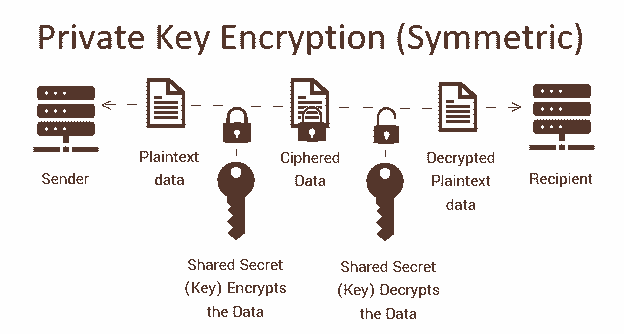 Private Key Encryption (Symmetric)
Sender
Plaintext
data
Ciphered
Data
Decrypted
Plaintext
data
Recipient
Shared Secret
(Key) Encrypts
the Data
Shared Secret
(Key) Decrypts
the Data